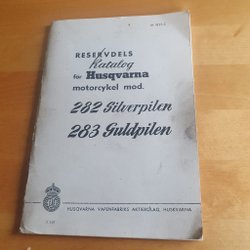 RESERVDELS
Katalog
för Husqvarna
motorcykel mod.
282 Silverpilen
283 Guldpilen
HUSQVARNA VAPENFABRIKS AKTIEBOLAG, HUSKVARNA